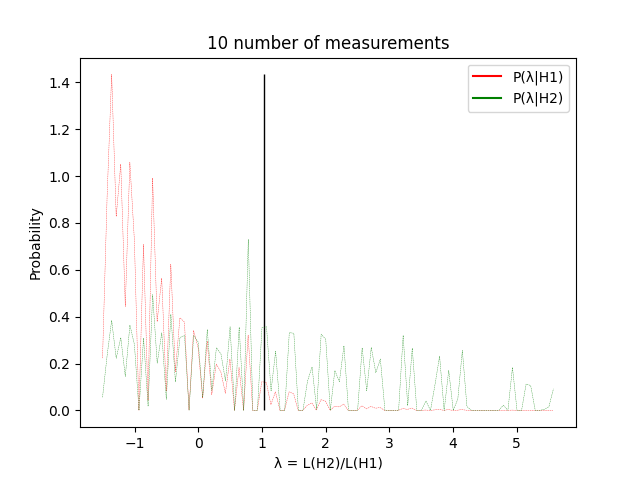 10 number of measurements
P(λ|H1)
P(λ|H2)
Probability
1.4
1.2
1.0
0.8
0.6
0.4
0.2
0.0
−1 0 1 2 3 4 5
λ = L(H2)/L(H1)